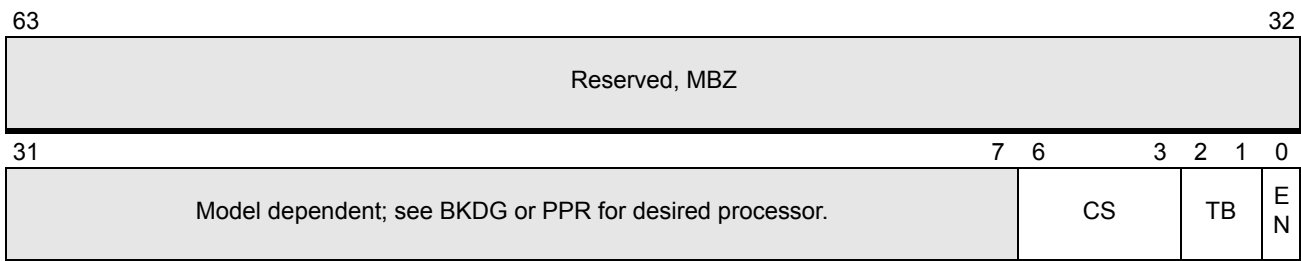 63 32
Reserved, MBZ
31 7 6 3 2 1 0
Model dependent; see BKDG or PPR for desired processor. CS TB E
N